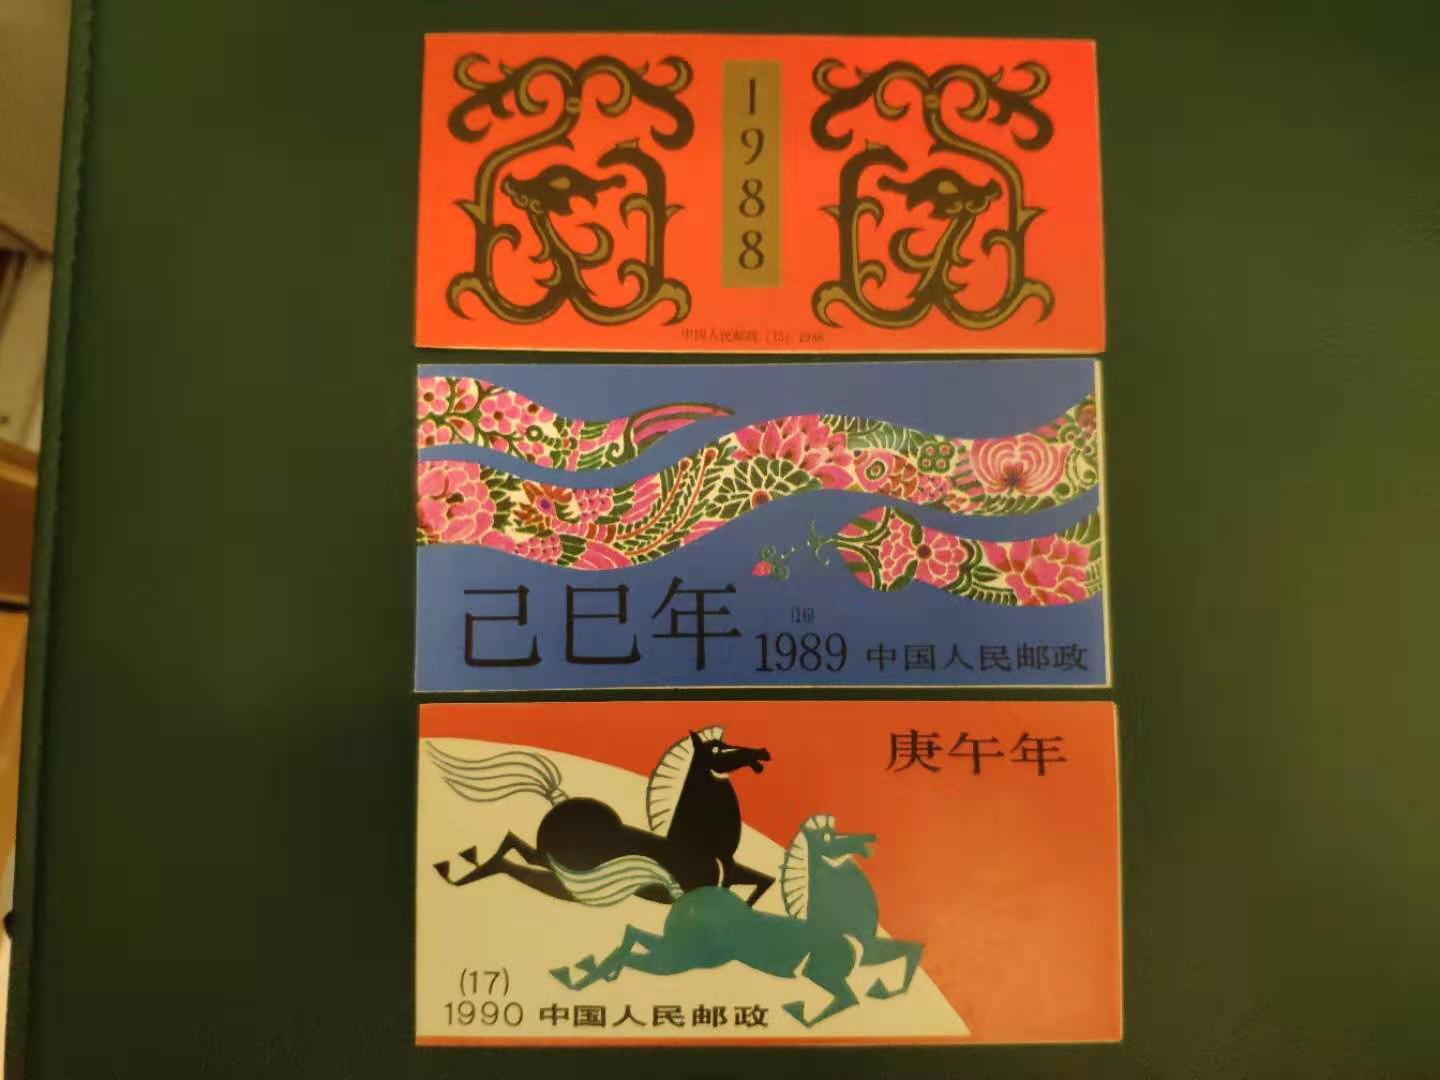 1988
中国人民邮政 (15) 1988
己巳年
(16)
1989 中国人民邮政
庚午年
(17)
1990 中国人民邮政